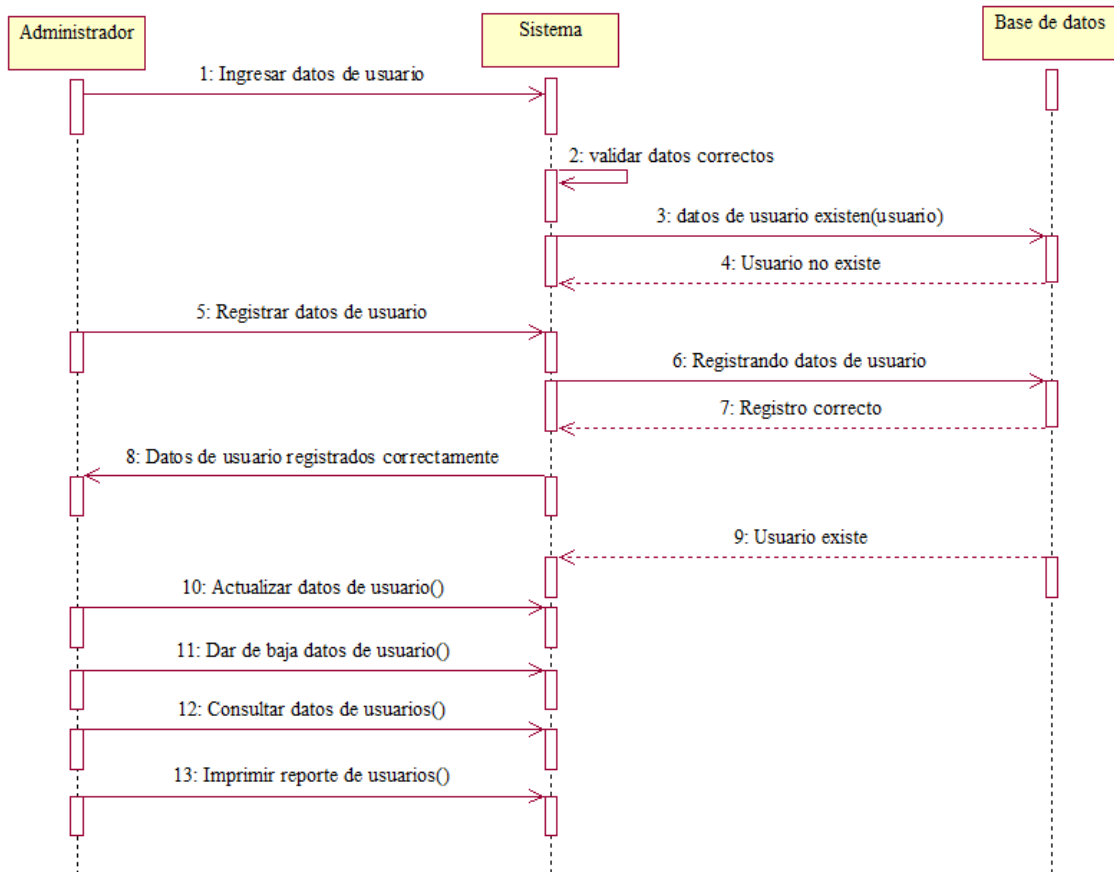 Administrador
Sistema
Base de datos
1: Ingresar datos de usuario
2: validar datos correctos
3: datos de usuario existen(usuario)
4: Usuario no existe
5: Registrar datos de usuario
6: Registrando datos de usuario
7: Registro correcto
8: Datos de usuario registrados correctamente
9: Usuario existe
10: Actualizar datos de usuario()
11: Dar de baja datos de usuario()
12: Consultar datos de usuarios()
13: Imprimir reporte de usuarios()